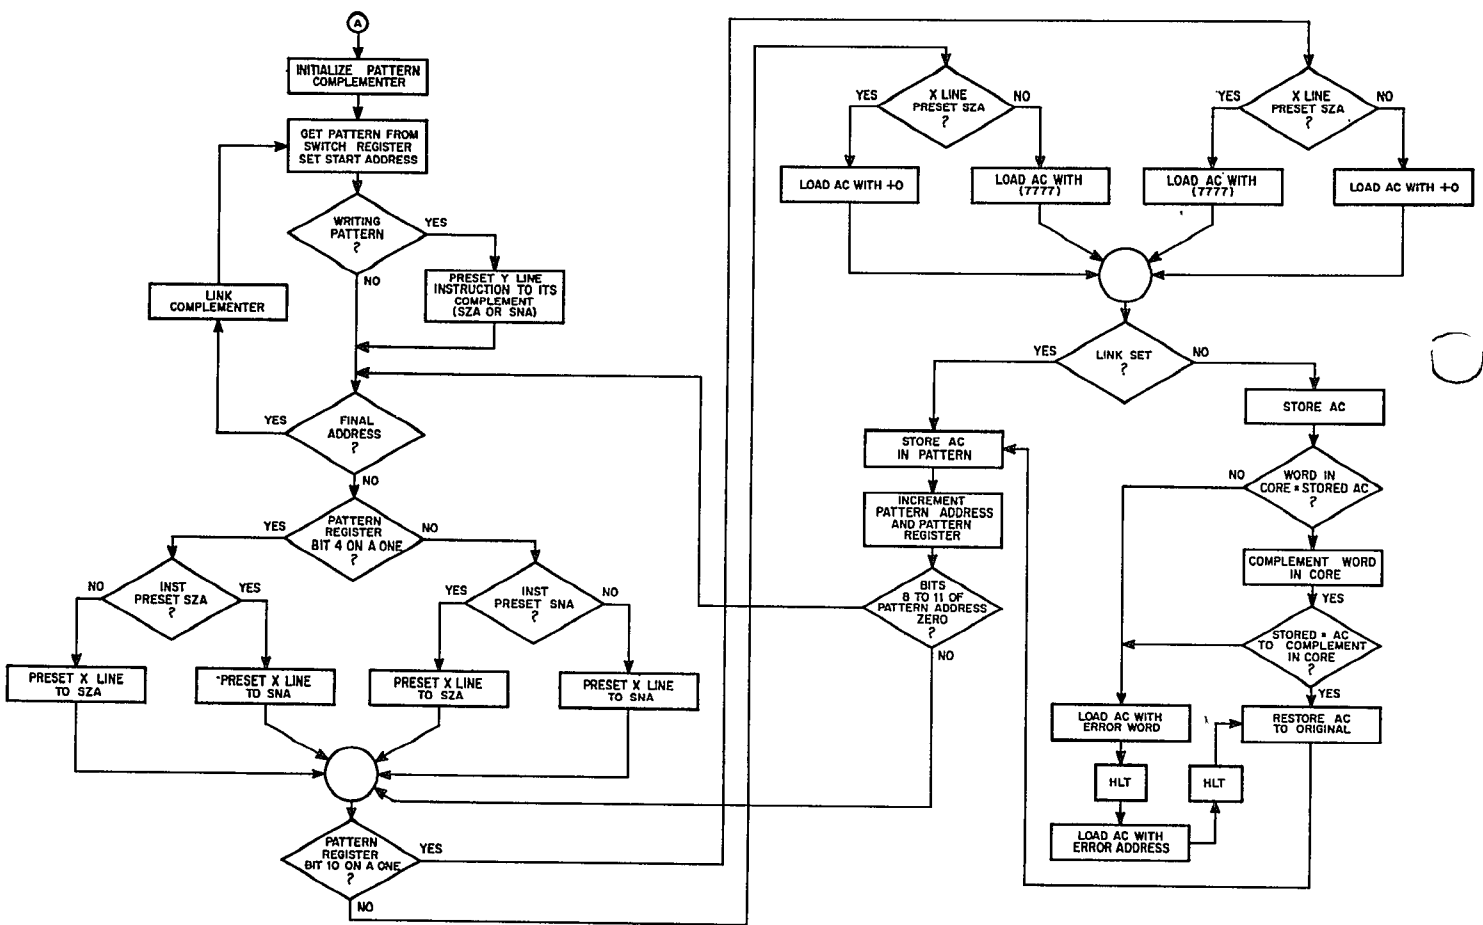 A
INITIALIZE PATTERN
COMPLEMENTER
GET PATTERN FROM
SWITCH REGISTER
SET START ADDRESS
WRITING
PATTERN
?
YES
NO
PRESET Y LINE
INSTRUCTION TO ITS
COMPLEMENT
(SZA OR SNA)
LINK
COMPLEMENTER
FINAL
ADDRESS
?
YES
NO
PATTERN
REGISTER
BIT 4 ON A ONE
?
YES
NO
INST
PRESET SZA
?
NO
YES
INST
PRESET SNA
?
YES
NO
PRESET X LINE
TO SZA
PRESET X LINE
TO SNA
PRESET X LINE
TO SZA
PRESET X LINE
TO SNA
PATTERN
REGISTER
BIT 10 ON A ONE
?
YES
NO
X LINE
PRESET SZA
?
YES
NO
X LINE
PRESET SZA
?
YES
NO
LOAD AC WITH +0
LOAD AC WITH
(7777)
LOAD AC WITH
(7777)
LOAD AC WITH +0
LINK SET
?
YES
NO
STORE AC
IN PATTERN
INCREMENT
PATTERN ADDRESS
AND PATTERN
REGISTER
BITS
8 TO 11 OF
PATTERN ADDRESS
ZERO
?
NO
STORE AC
WORD IN
CORE = STORED AC
?
NO
COMPLEMENT WORD
IN CORE
YES
STORED = AC
TO COMPLEMENT
IN CORE
?
YES
LOAD AC WITH
ERROR WORD
HLT
LOAD AC WITH
ERROR ADDRESS
HLT
RESTORE AC
TO ORIGINAL